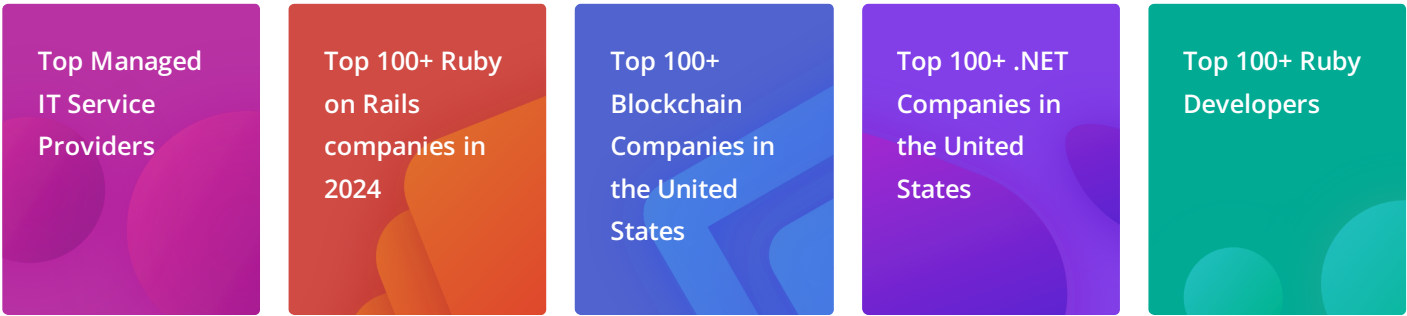 Top Managed
IT Service
Providers
Top 100+ Ruby
on Rails
companies in
2024
Top 100+
Blockchain
Companies in
the United
States
Top 100+ .NET
Companies in
the United
States
Top 100+ Ruby
Developers